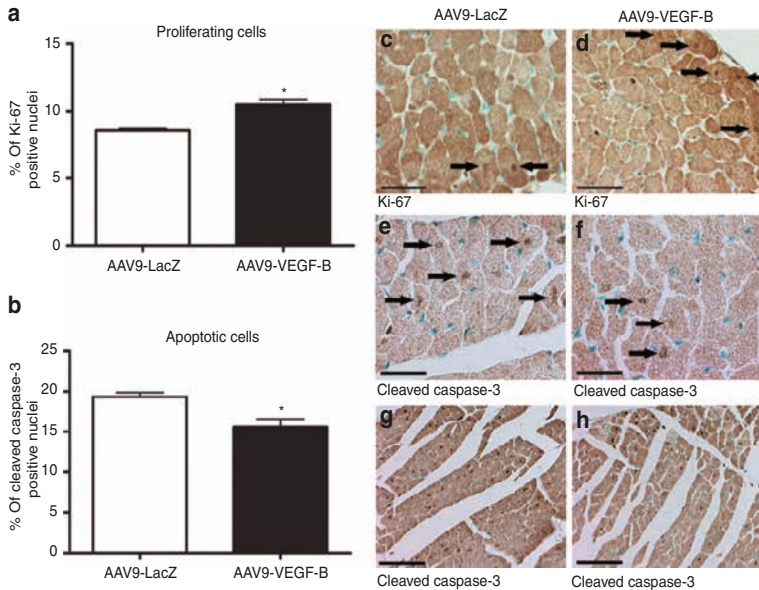 a
Proliferating cells
15
10
5
0
% Of Ki-67
positive nuclei
*
AAV9-LacZ
AAV9-VEGF-B
b
Apoptotic cells
25
20
15
10
5
0
% Of cleaved caspase-3
positive nuclei
*
AAV9-LacZ
AAV9-VEGF-B
AAV9-LacZ
AAV9-VEGF-B
c
d
Ki-67
Ki-67
e
f
Cleaved caspase-3
Cleaved caspase-3
g
h
Cleaved caspase-3
Cleaved caspase-3